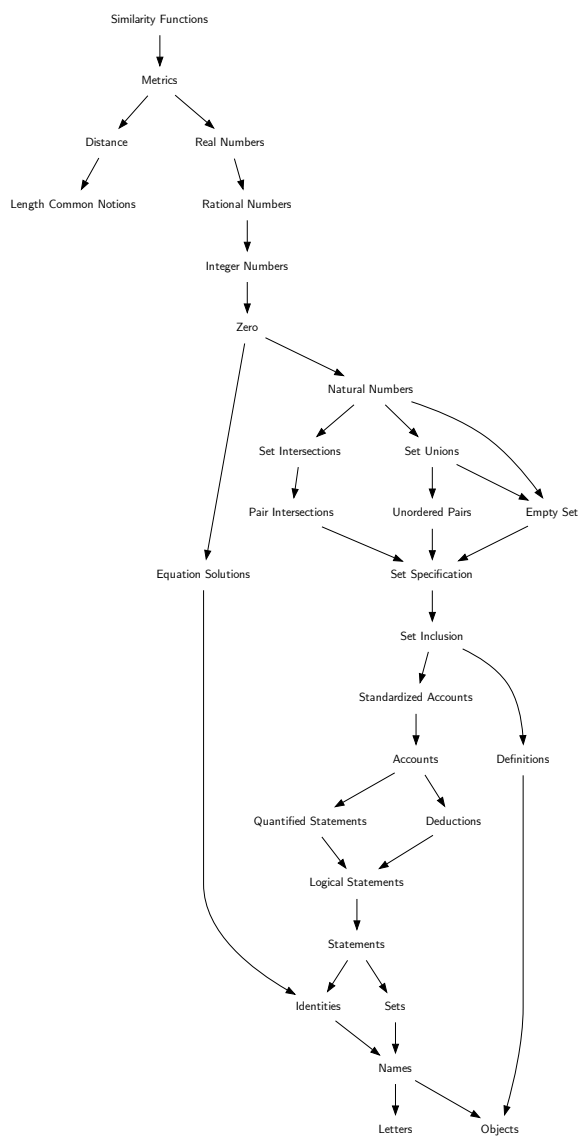 Similarity Functions
Metrics
Distance
Real Numbers
Length Common Notions
Rational Numbers
Integer Numbers
Zero
Natural Numbers
Set Intersections
Set Unions
Pair Intersections
Unordered Pairs
Empty Set
Equation Solutions
Set Specification
Set Inclusion
Standardized Accounts
Accounts
Definitions
Quantified Statements
Deductions
Logical Statements
Statements
Identities
Sets
Names
Letters
Objects